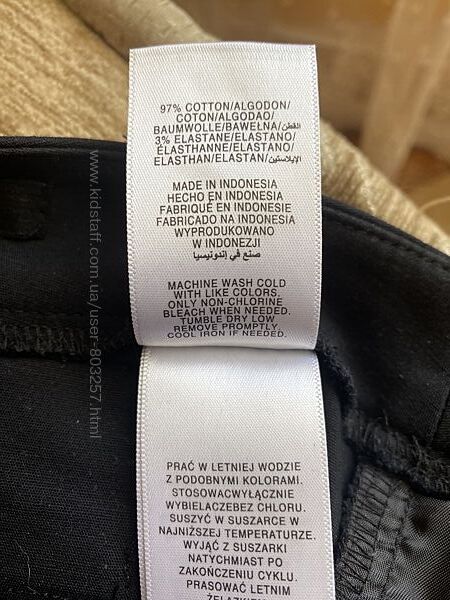 97% COTTON/ALGODON/
COTON/ALGODAO/
BAUMWOLLE/BAWEŁNA/القطن/
3% ELASTANE/ELASTANO/
ÉLASTHANNE/ELASTANO/
ELASTHAN/ELASTAN/الإيلاستين
MADE IN INDONESIA
HECHO EN INDONESIA
FABRIQUÉ EN INDONÉSIE
FABRICADO NA INDONESIA
WYPRODUKOWANO
W INDONEZJI
صنع في إندونيسيا
MACHINE WASH COLD
WITH LIKE COLORS.
ONLY NON-CHLORINE
BLEACH WHEN NEEDED.
TUMBLE DRY LOW
REMOVE PROMPTLY.
COOL IRON IF NEEDED.
PRAĆ W LETNIEJ WODZIE
Z PODOBNYMI KOLORAMI.
STOSOWAĆWYŁĄCZNIE
WYBIELACZEBEZ CHLORU.
SUSZYĆ W SUSZARCE W
NAJNIŻSZEJ TEMPERATURZE.
WYJĄĆ Z SUSZARKI
NATYCHMIAST PO
ZAKOŃCZENIU CYKLU.
PRASOWAĆ LETNIM
ŻELAZKIEM
www.kidstaff.com.ua/user-803257.html